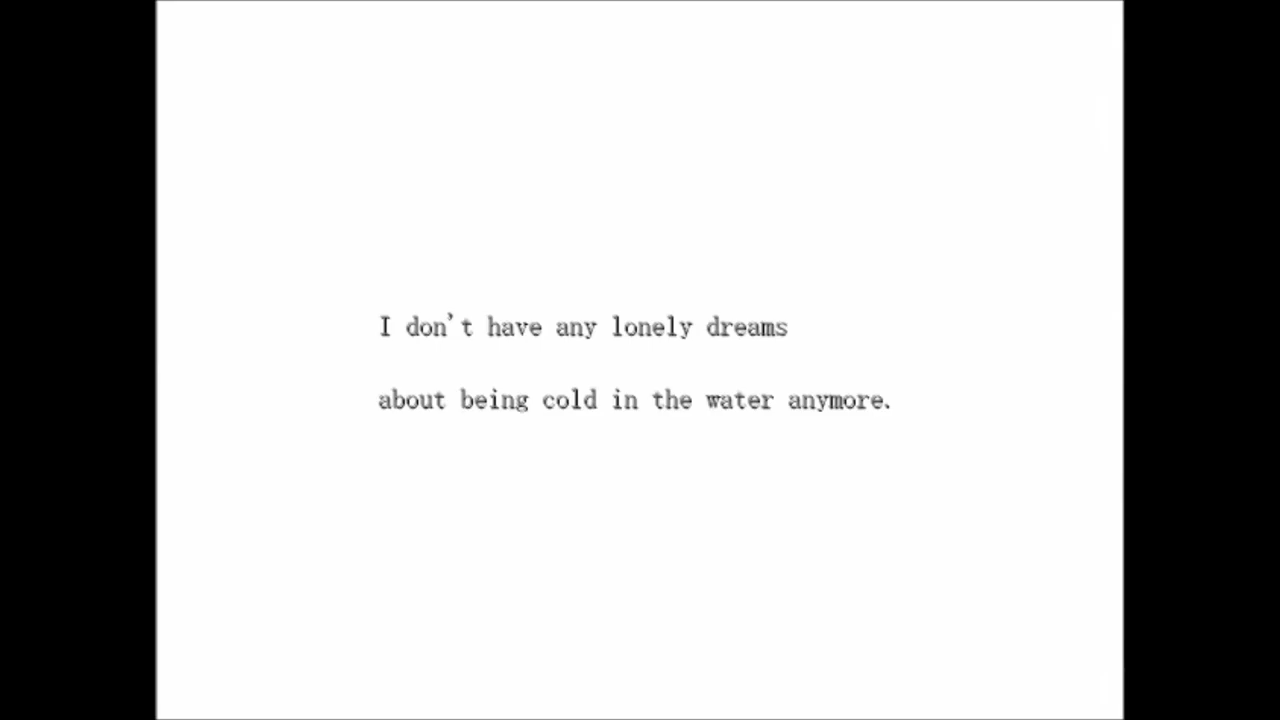 I don't have any lonely dreams
about being cold in the water anymore.